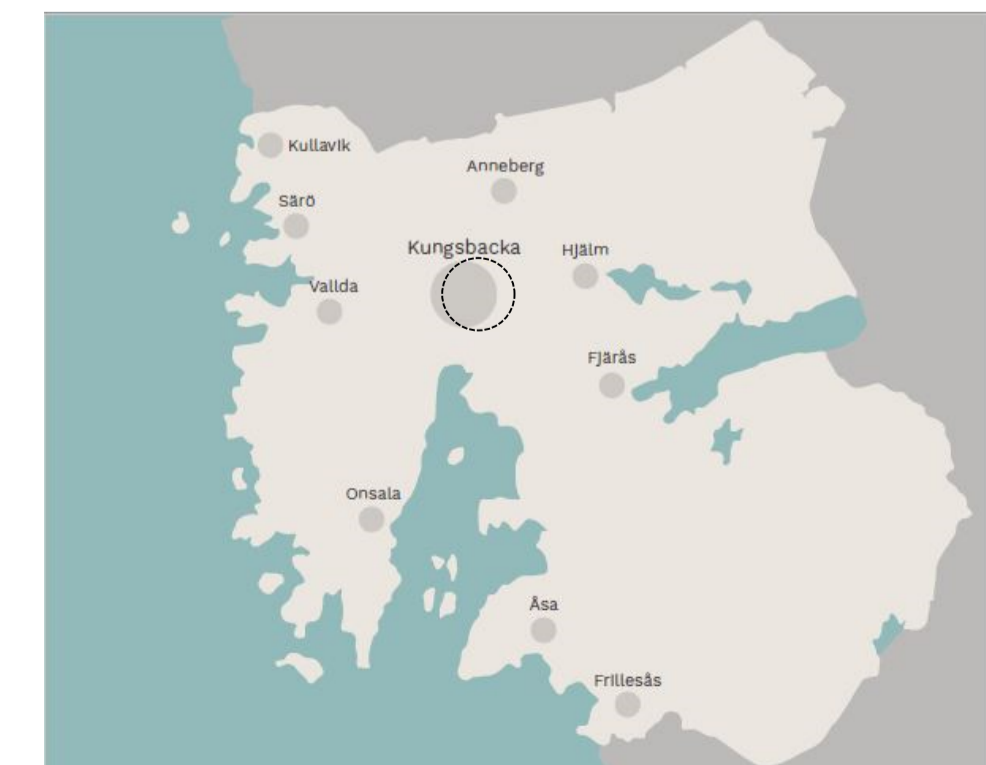 Kullavik
Anneberg
Särö
Kungsbacka
Hjälm
Vallda
Fjärås
Onsala
Åsa
Frillesås